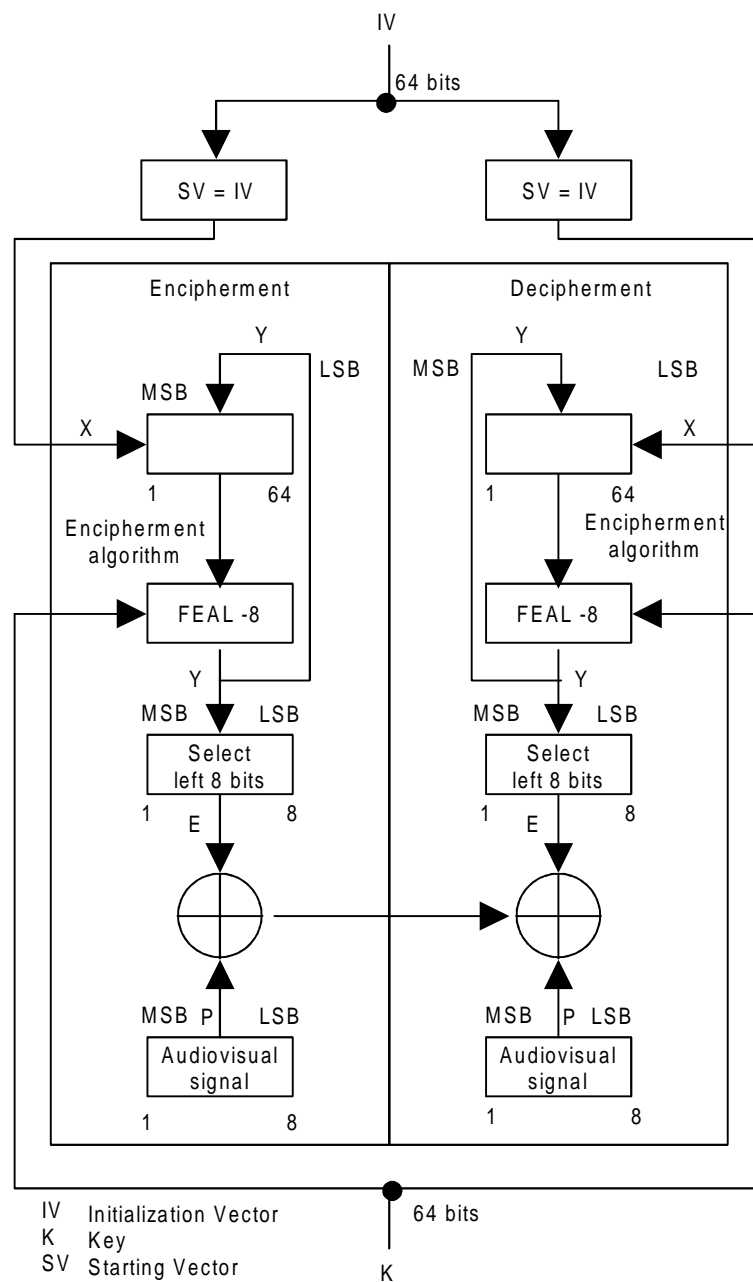 IV
64 bits
SV = IV
SV = IV
Encipherment
Decipherment
Y
Y
LSB
MSB
LSB
MSB
X
X
1
64
1
64
Encipherment
algorithm
Encipherment
algorithm
FEAL -8
FEAL -8
Y
Y
MSB
LSB
MSB
LSB
Select
left 8 bits
Select
left 8 bits
1
8
1
8
E
E
MSB
P
LSB
MSB
P
LSB
Audiovisual
signal
Audiovisual
signal
1
8
1
8
64 bits
IV Initialization Vector
K Key
SV Starting Vector
K